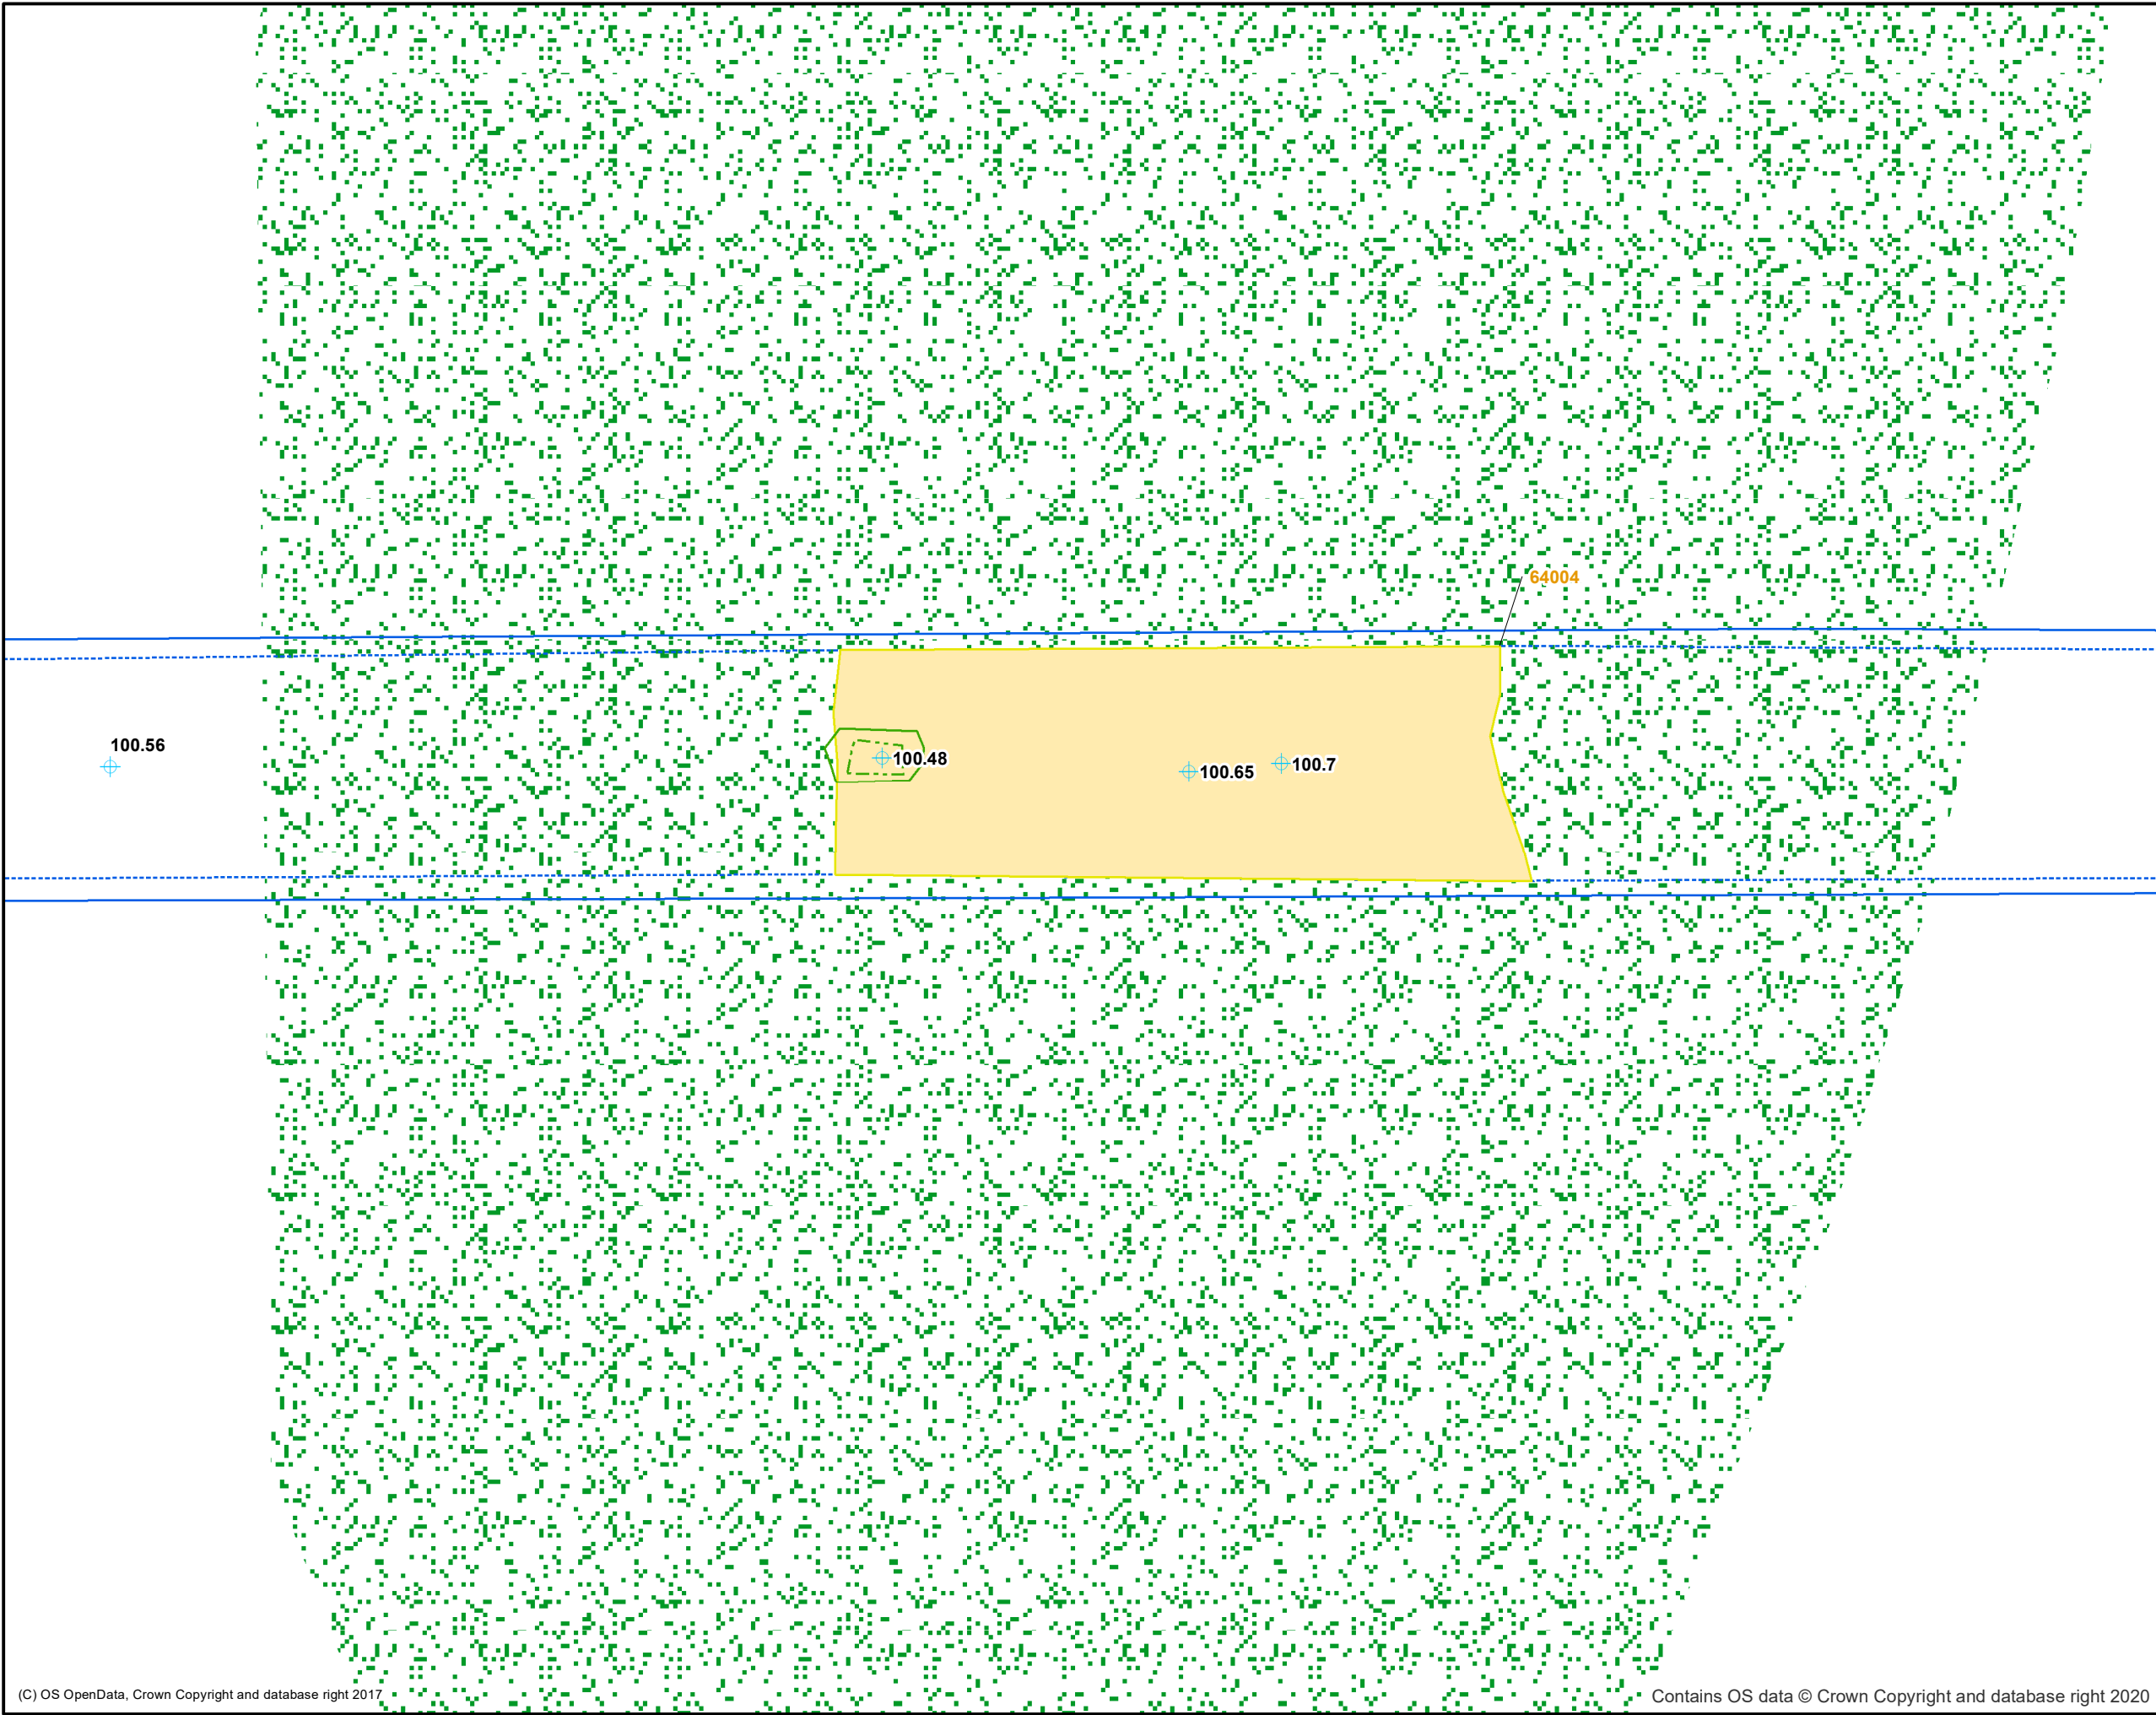 64004
100.56
100.48
100.65
100.7
(C) OS OpenData, Crown Copyright and database right 2017
Contains OS data © Crown Copyright and database right 2020